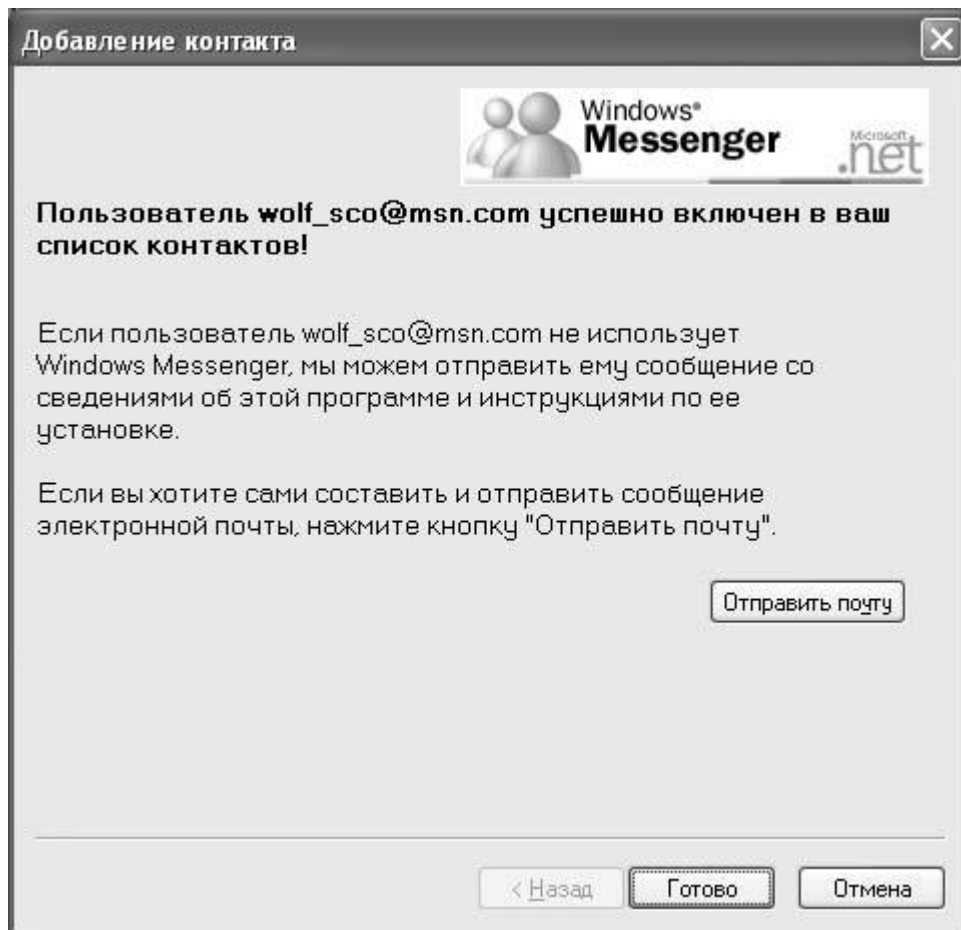 Добавление контакта
Windows®
Messenger
Microsoft
.net
Пользователь wolf_sco@msn.com успешно включен в ваш
список контактов!
Если пользователь wolf_sco@msn.com не использует
Windows Messenger, мы можем отправить ему сообщение со
сведениями об этой программе и инструкциями по ее
установке.
Если вы хотите сами составить и отправить сообщение
электронной почты, нажмите кнопку "Отправить почту".
Отправить почту
< Назад
Готово
Отмена